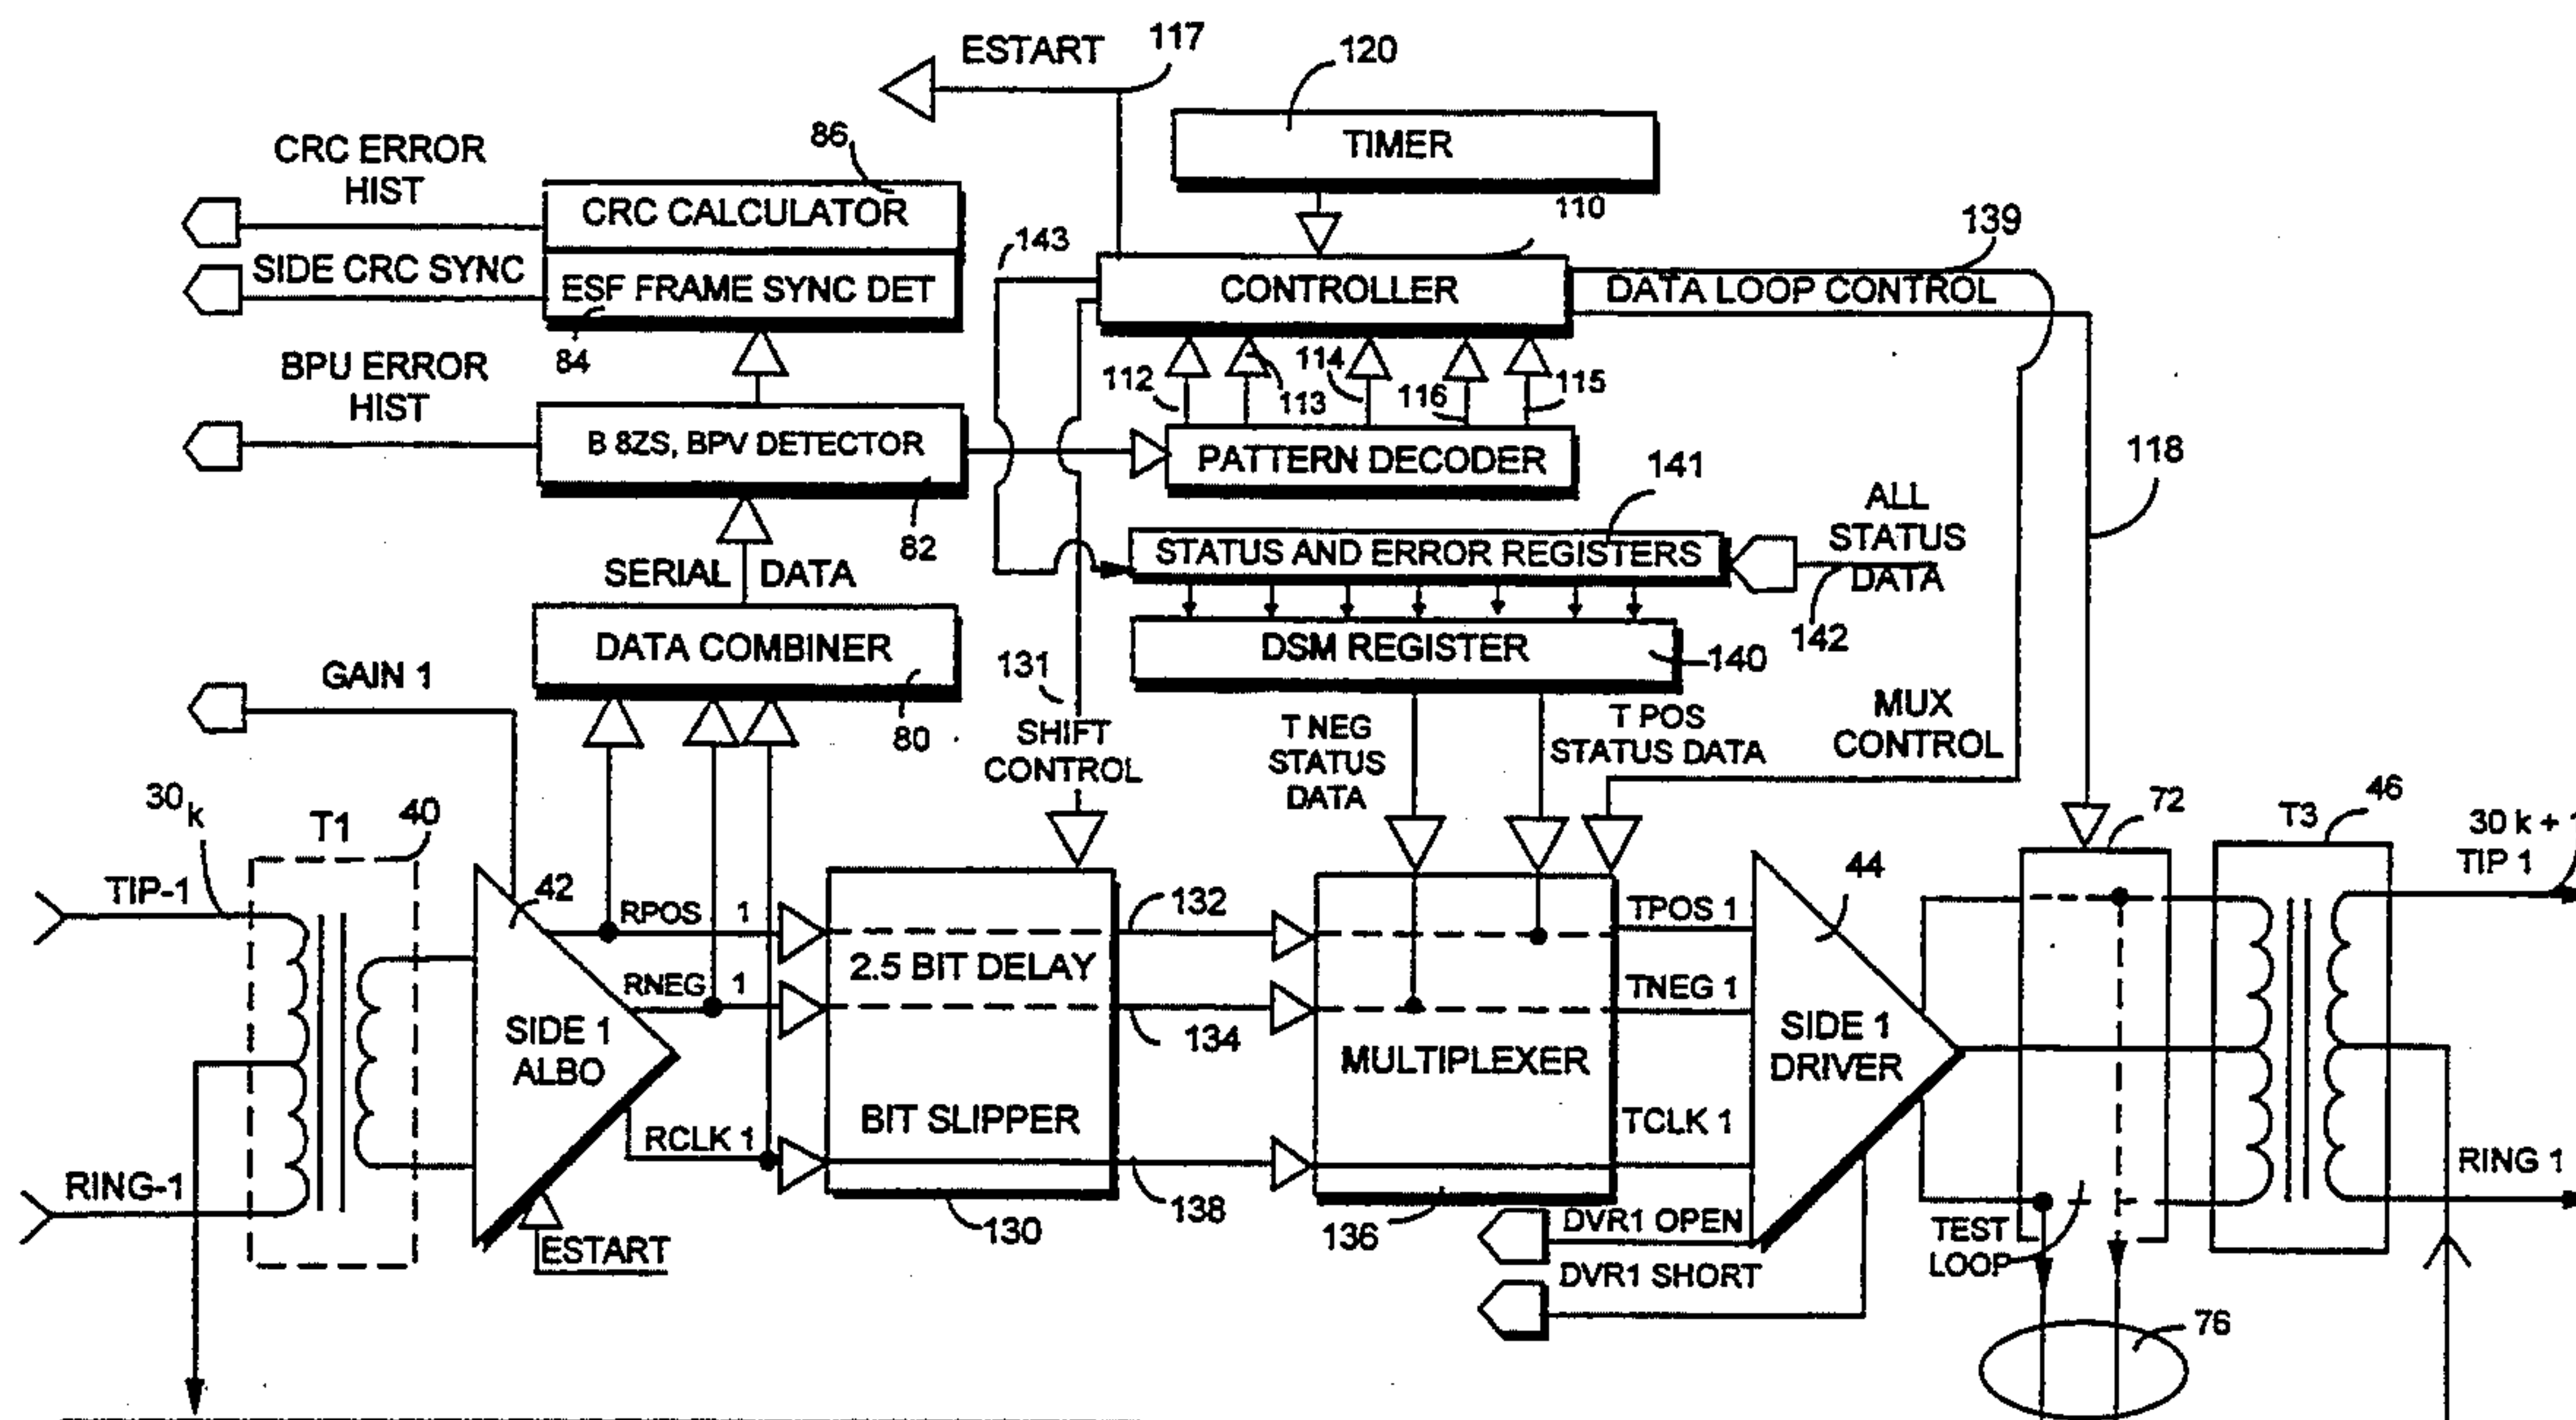 ESTART
117
120
TIMER
86
CRC ERROR
HIST
CRC CALCULATOR
110
139
143
SIDE CRC SYNC
ESF FRAME SYNC DET
CONTROLLER
DATA LOOP CONTROL
84
BPU ERROR
HIST
112
113
114
116
115
B 8ZS, BPV DETECTOR
PATTERN DECODER
141
118
82
ALL
STATUS
DATA
STATUS AND ERROR REGISTERS
SERIAL DATA
142
DATA COMBINER
DSM REGISTER
140
131
GAIN 1
80
SHIFT
CONTROL
T NEG
STATUS
DATA
T POS
STATUS DATA
MUX
CONTROL
30 k
T1
40
72
T3
46
30 k +
TIP 1
TIP-1
42
RPOS 1
132
TPOS 1
44
2.5 BIT DELAY
RNEG 1
134
TNEG 1
SIDE 1
ALBO
MULTIPLEXER
SIDE 1
DRIVER
BIT SLIPPER
RCLK 1
TCLK 1
RING-1
138
RING 1
130
136
DVR1 OPEN
TEST
LOOP
ESTART
DVR1 SHORT
76